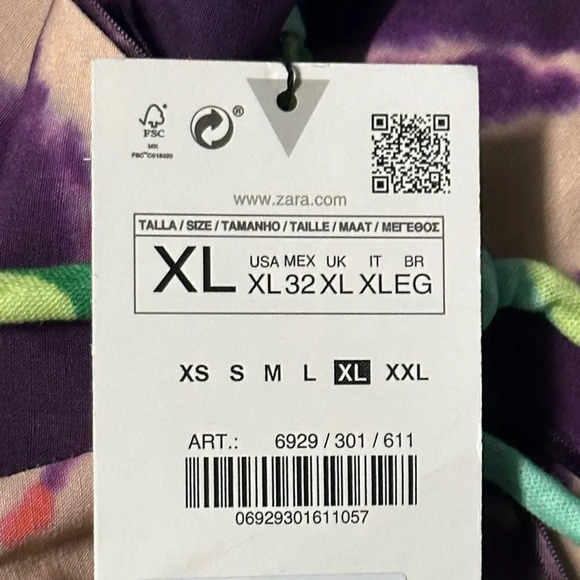 FSC
MIX
FSC™ C018020
®
www.zara.com
TALLA / SIZE / TAMANHO / TAILLE / MAAT / ΜΕΓΕΘΟΣ
XL
USA MEX UK IT BR
XL 32 XL XL EG
XS S M L XL XXL
ART.: 6929 / 301 / 611
06929301611057